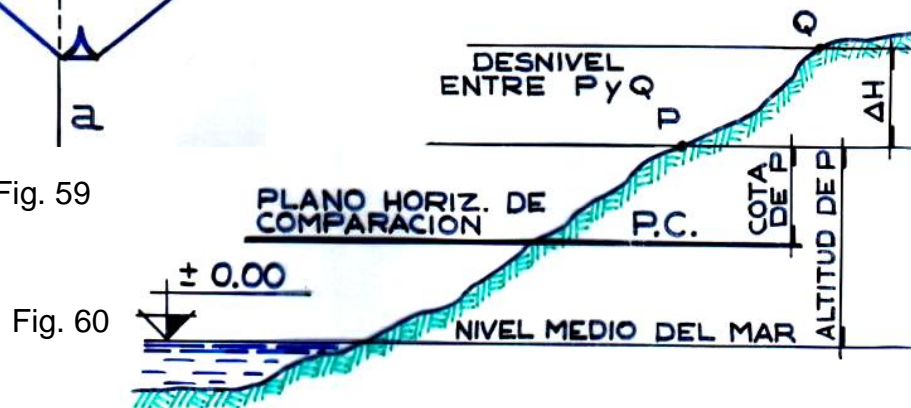 a
Fig. 59
Q
DESNIVEL
ENTRE P y Q
ΔH
P
COTA
DE P
ALTITUD DE P
PLANO HORIZ. DE
COMPARACIÓN
P.C.
± 0.00
Fig. 60
NIVEL MEDIO DEL MAR